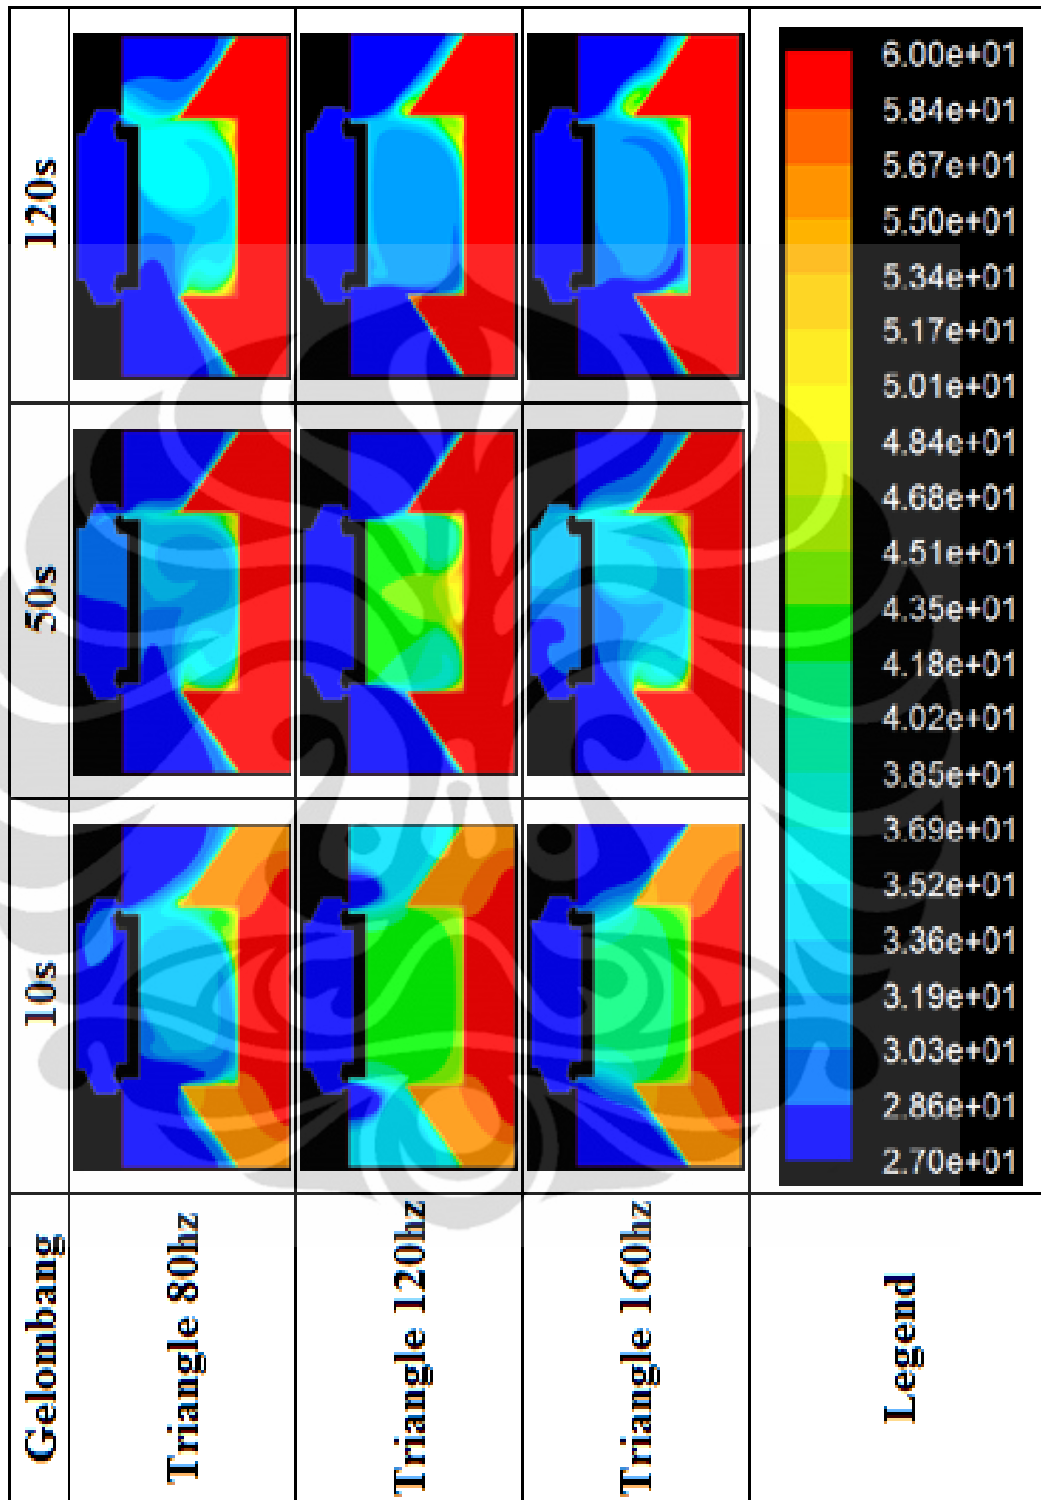 Gelombang 10s 50s 120s
Triangle 80hz
Triangle 120hz
Triangle 160hz
Legend
6.00e+01
5.84e+01
5.67e+01
5.50e+01
5.34e+01
5.17e+01
5.01e+01
4.84e+01
4.68e+01
4.51e+01
4.35e+01
4.18e+01
4.02e+01
3.85e+01
3.69e+01
3.52e+01
3.36e+01
3.19e+01
3.03e+01
2.86e+01
2.70e+01